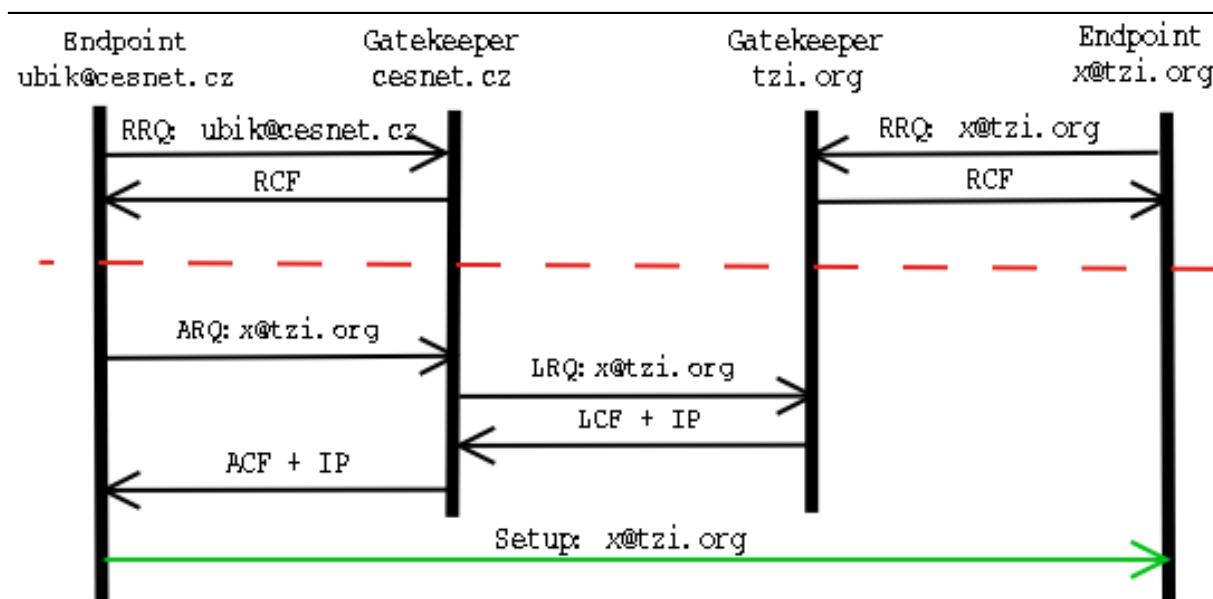 Endpoint
ubik@cesnet.cz
Gatekeeper
cesnet.cz
Gatekeeper
tzi.org
Endpoint
x@tzi.org
RRQ: ubik@cesnet.cz
RRQ: x@tzi.org
RCF
RCF
ARQ: x@tzi.org
LRQ: x@tzi.org
LCF + IP
ACF + IP
Setup: x@tzi.org